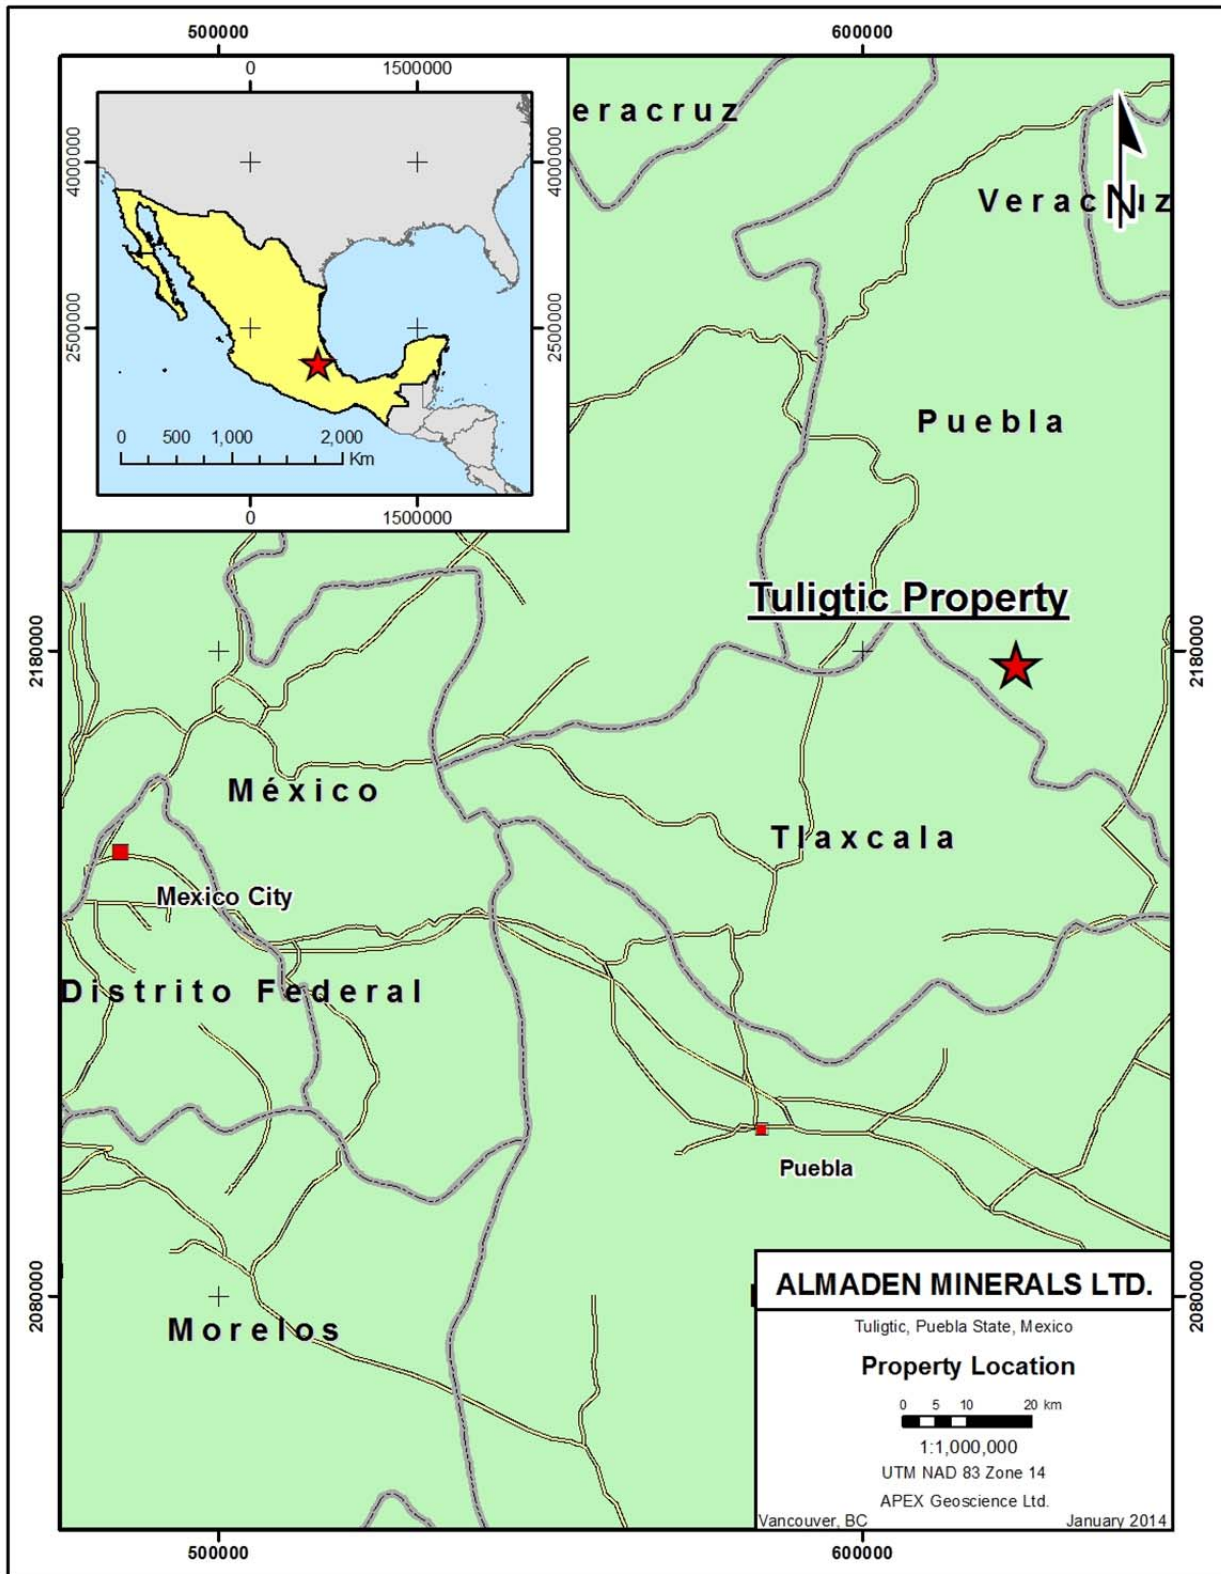 500000
600000
0
1500000
eracruz
4000000
4000000
Veracruz
N
2500000
2500000
Puebla
0 500 1,000 2,000
Km
0
1500000
Tuligtic Property
2180000
2180000
México
Tlaxcala
Mexico City
Distrito Federal
Puebla
2080000
2080000
Morelos
ALMADEN MINERALS LTD.
Tuligtic, Puebla State, Mexico
Property Location
0 5 10 20 km
1:1,000,000
UTM NAD 83 Zone 14
APEX Geoscience Ltd.
Vancouver, BC
January 2014
500000
600000